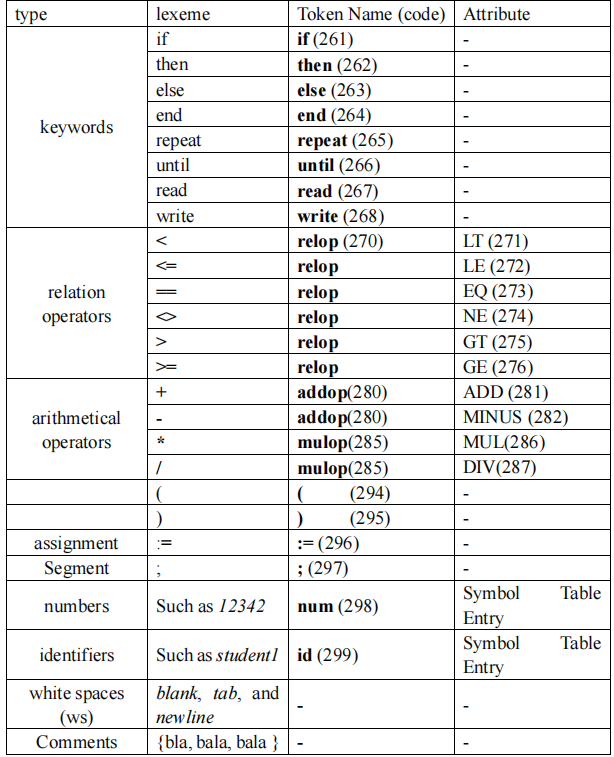 type lexeme Token Name (code) Attribute
keywords
if if (261) -
then then (262) -
else else (263) -
end end (264) -
repeat repeat (265) -
until until (266) -
read read (267) -
write write (268) -
relation
operators
< relop (270) LT (271)
<= relop LE (272)
== relop EQ (273)
<> relop NE (274)
> relop GT (275)
>= relop GE (276)
arithmetical
operators
+ addop(280) ADD (281)
- addop(280) MINUS (282)
* mulop(285) MUL(286)
/ mulop(285) DIV(287)
( ( (294) -
) ) (295) -
assignment := := (296) -
Segment ; ; (297) -
numbers Such as 12342 num (298) Symbol Table
Entry
identifiers Such as student1 id (299) Symbol Table
Entry
white spaces
(ws)
blank, tab, and
newline
- -
Comments {bla, bala, bala } - -